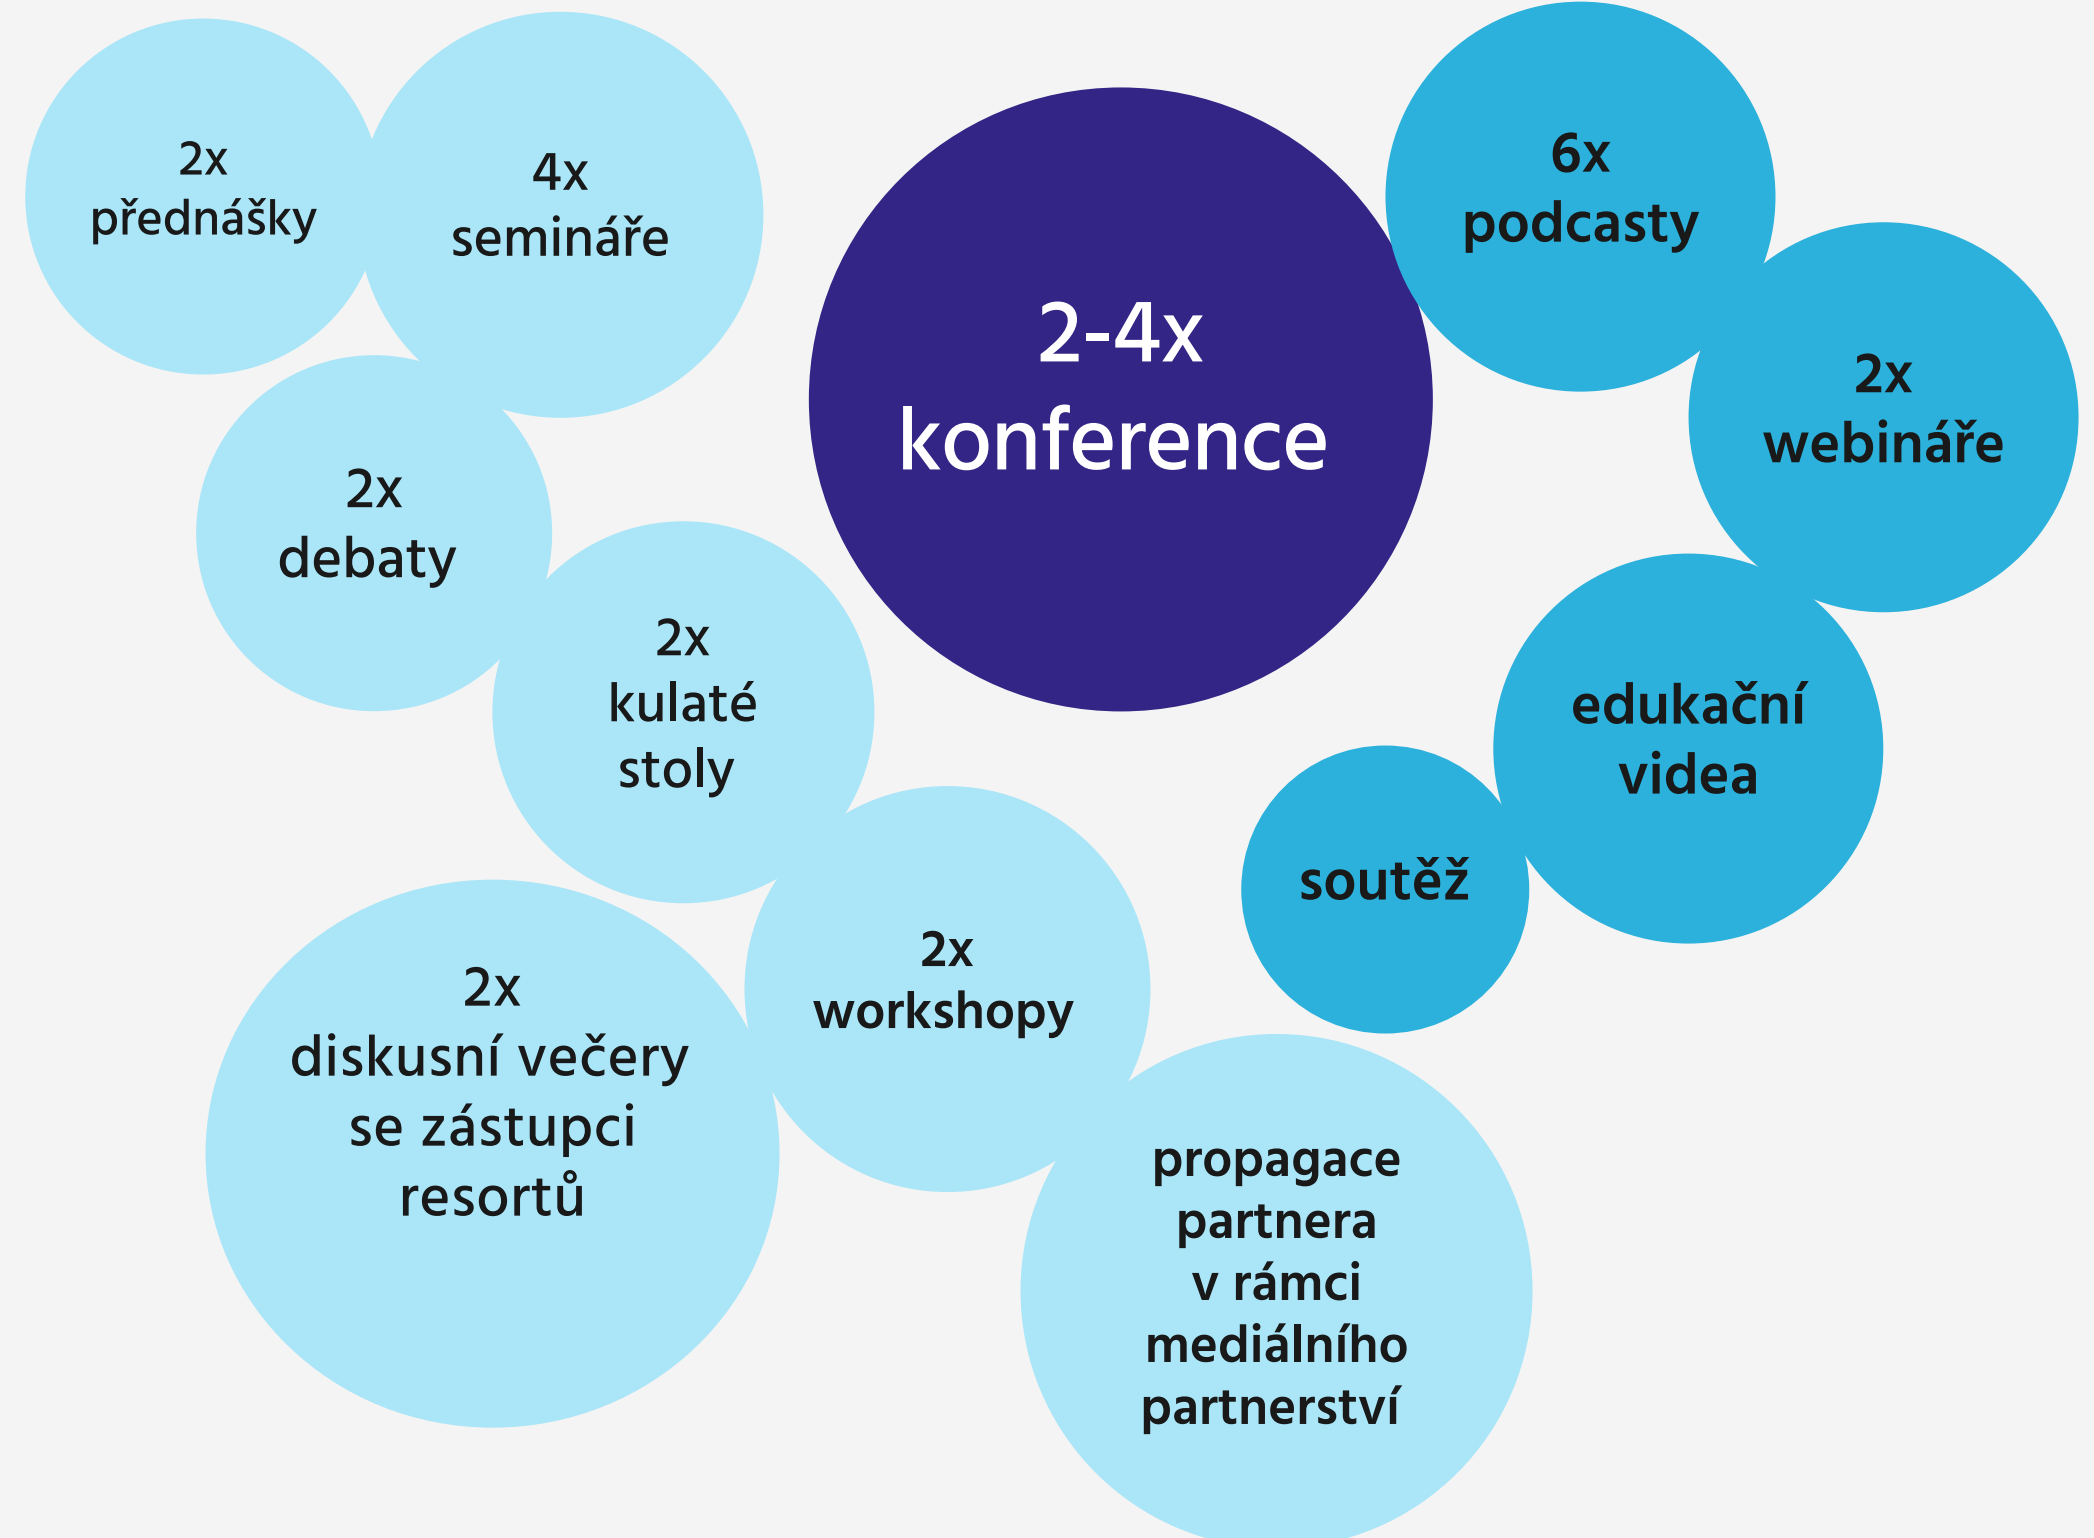 2x
přednášky
4x
semináře
2-4x
konference
6x
podcasty
2x
webináře
2x
debaty
2x
kulaté
stoly
edukační
videa
soutěž
2x
workshopy
2x
diskusní večery
se zástupci
resortů
propagace
partnera
v rámci
mediálního
partnerství